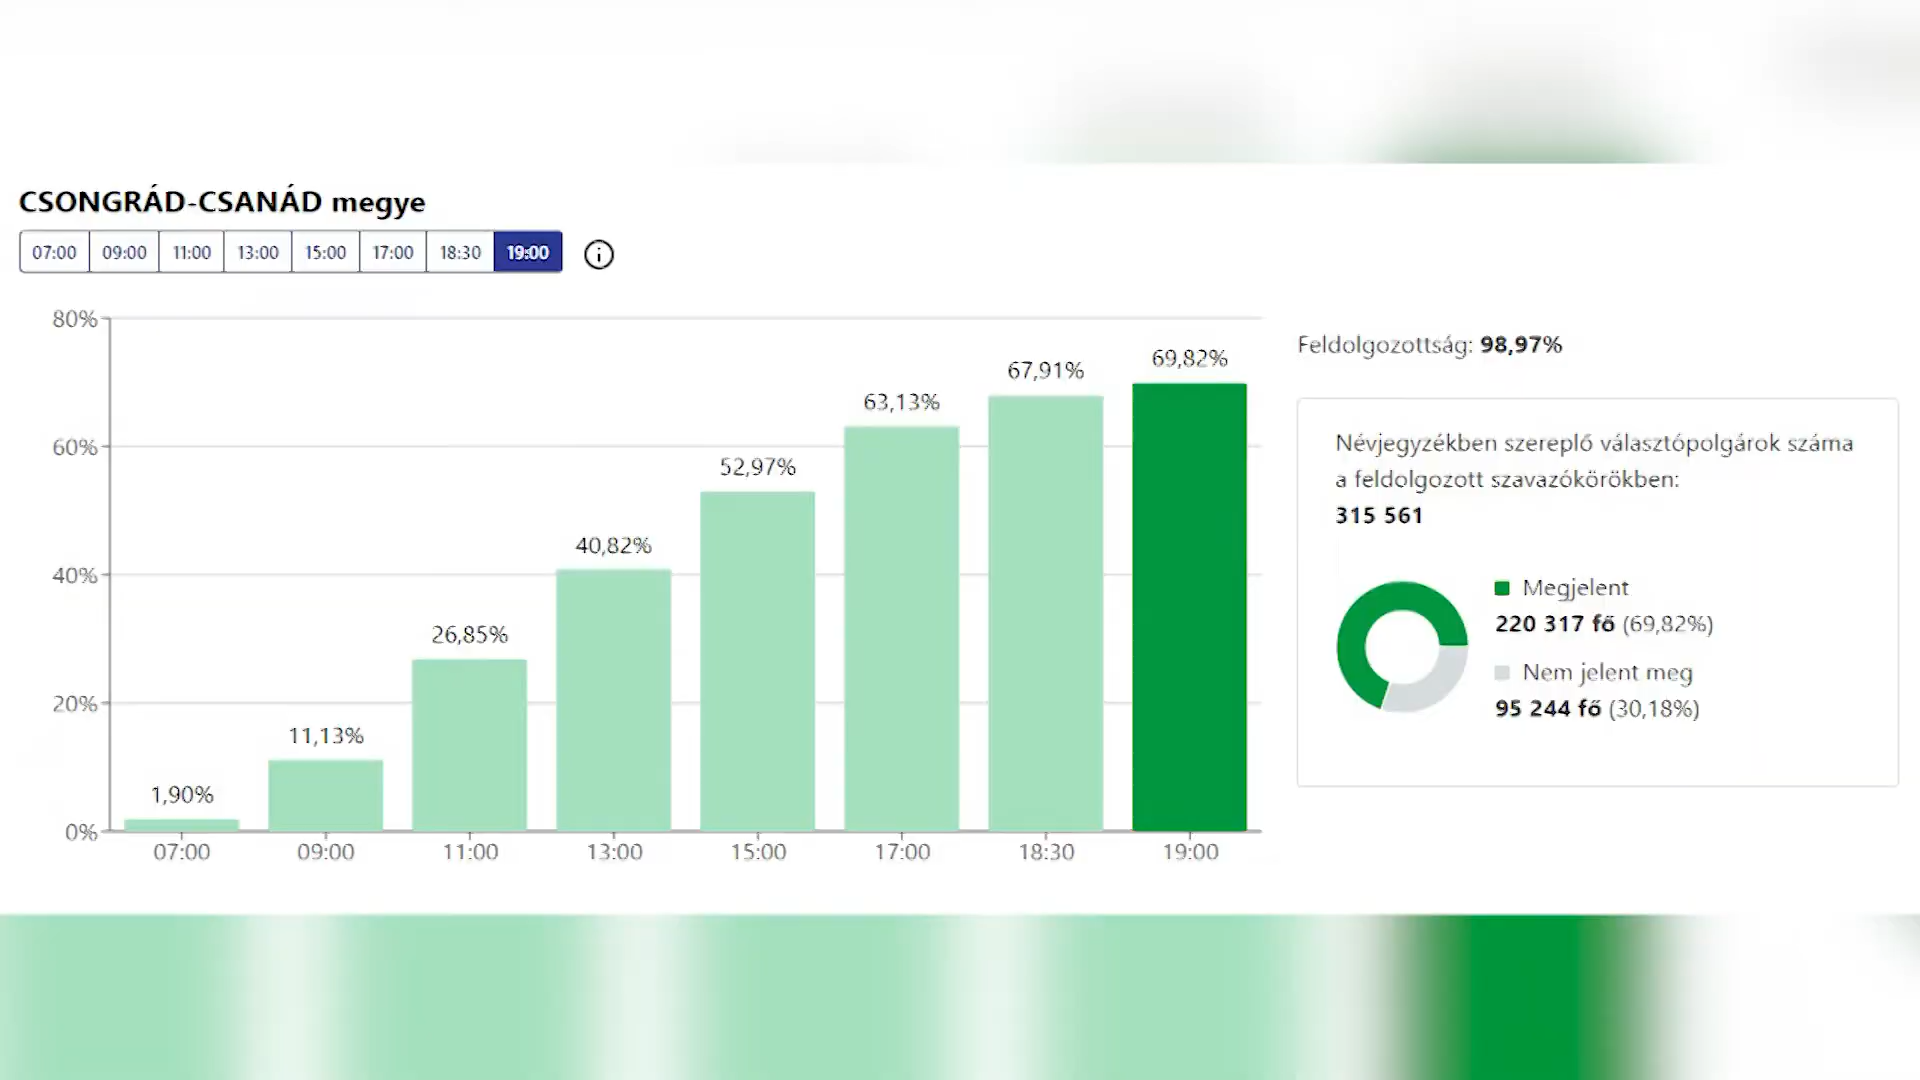 CSONGRÁD-CSANÁD megye
07:00 09:00 11:00 13:00 15:00 17:00 18:30 19:00
80%
60%
40%
20%
0%
1,90%
11,13%
26,85%
40,82%
52,97%
63,13%
67,91%
69,82%
07:00 09:00 11:00 13:00 15:00 17:00 18:30 19:00
Feldolgozottság: 98,97%
Névjegyzékben szereplő választópolgárok száma
a feldolgozott szavazókörökben:
315 561
Megjelent
220 317 fő (69,82%)
Nem jelent meg
95 244 fő (30,18%)